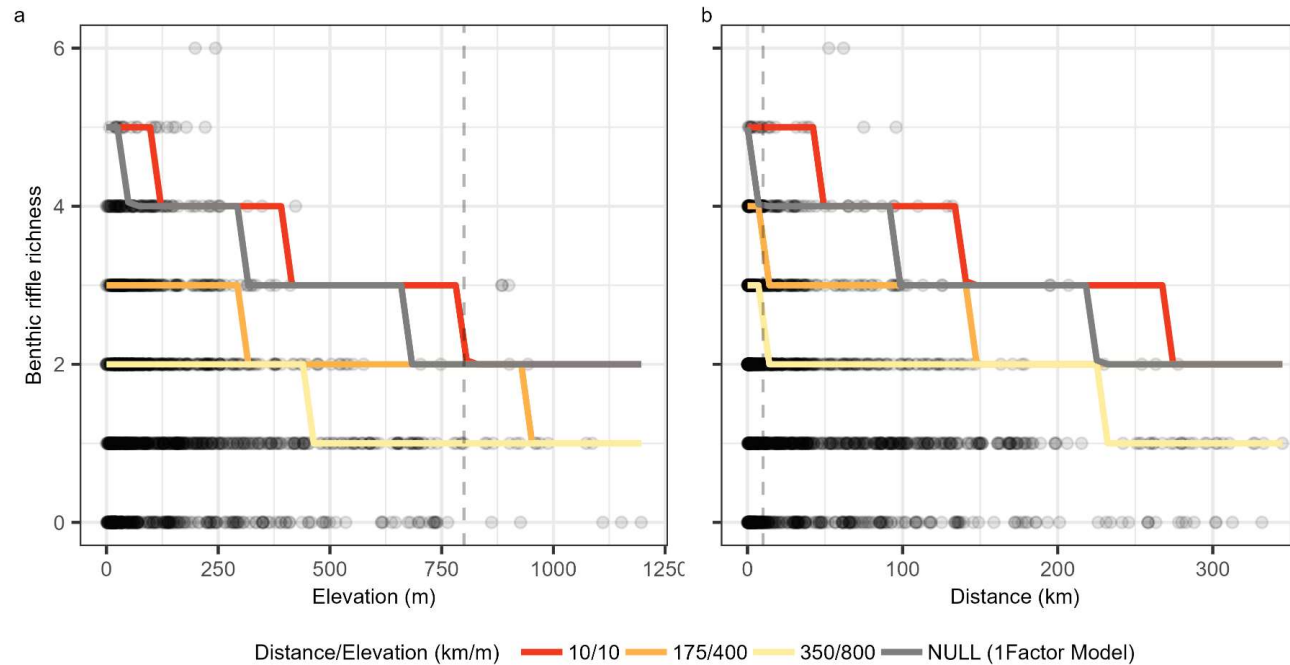 a
b
Benthic riffle richness
6
4
2
0
0 250 500 750 1000 125
0 100 200 300
Elevation (m)
Distance (km)
Distance/Elevation (km/m) 10/10 175/400 350/800 NULL (1Factor Model)